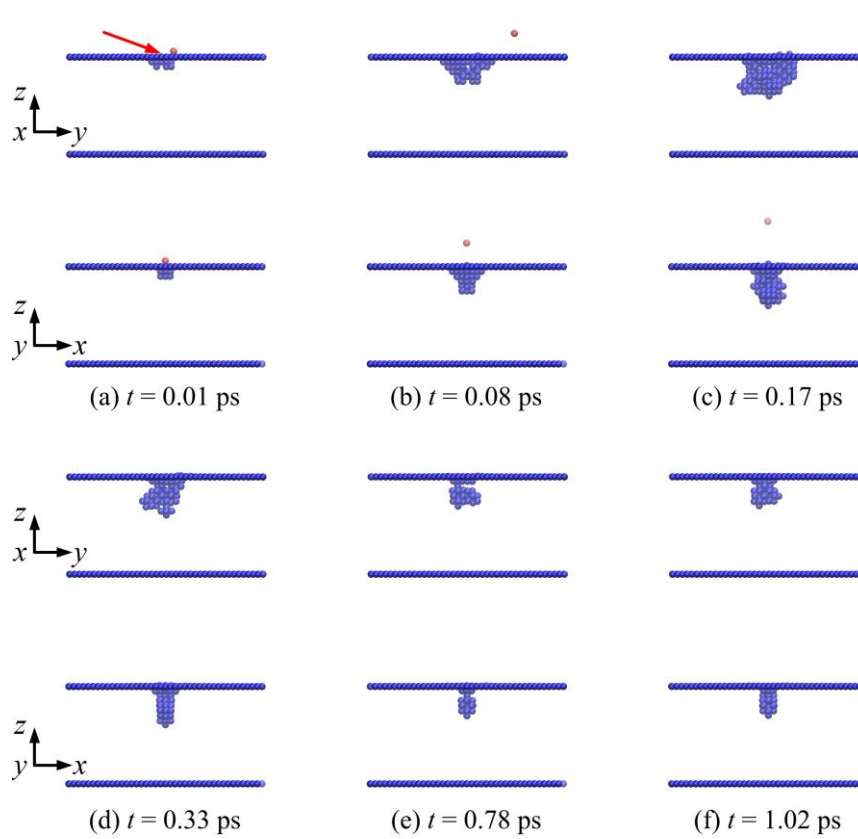 z
x y
z
y x
(a) t = 0.01 ps (b) t = 0.08 ps (c) t = 0.17 ps
z
x y
z
y x
(d) t = 0.33 ps (e) t = 0.78 ps (f) t = 1.02 ps